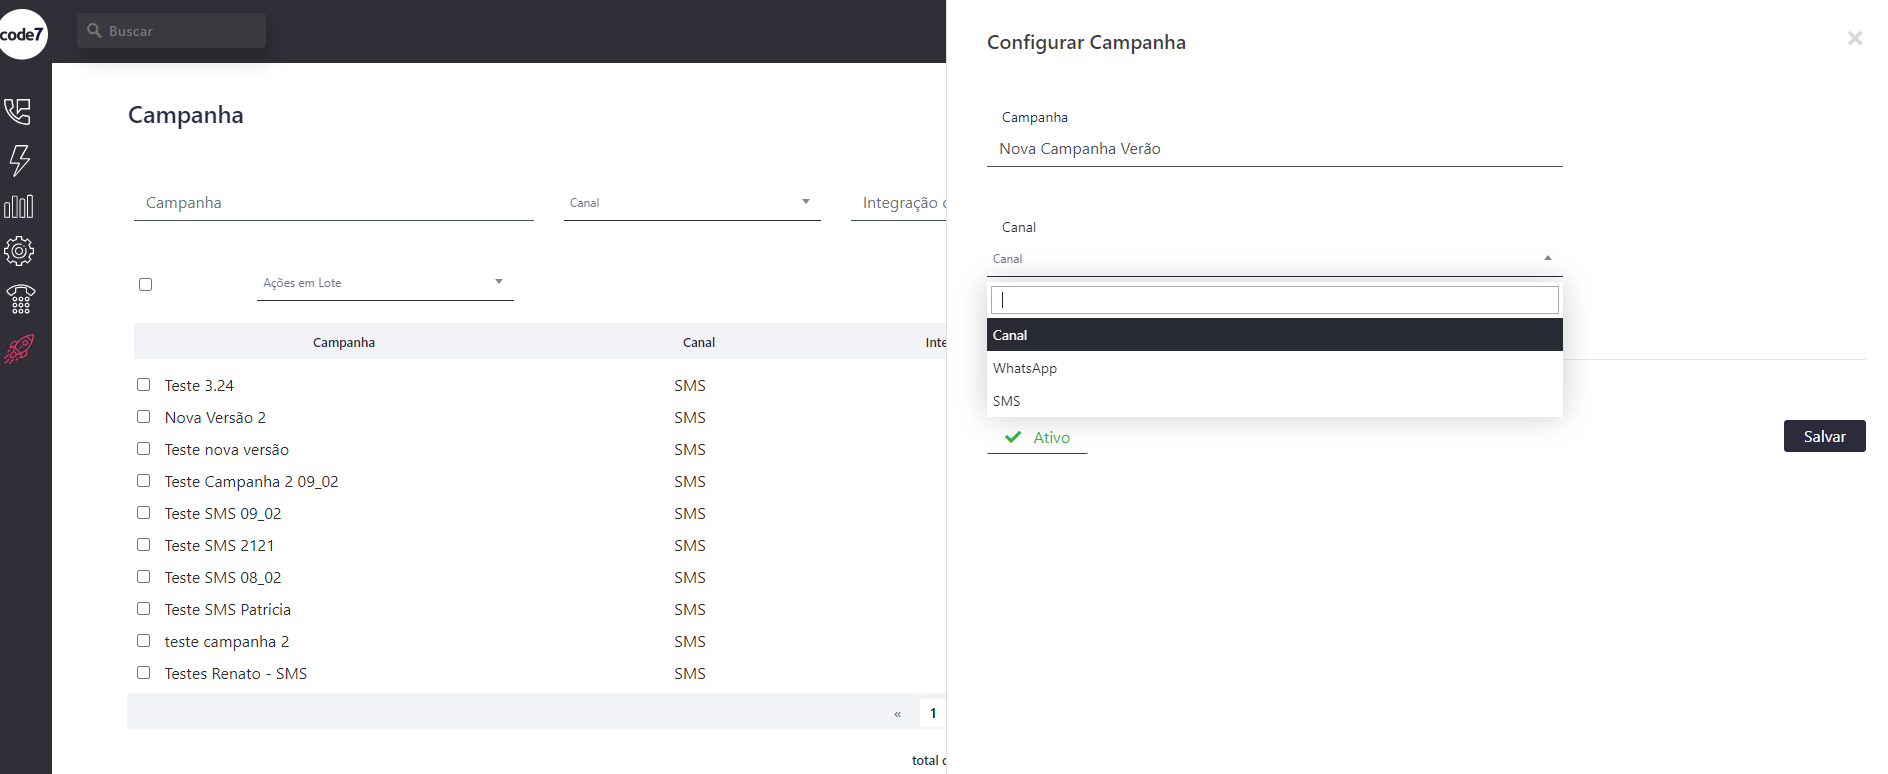 code7
Buscar
Campanha
Campanha
Canal
Integração
Ações em Lote
Campanha Canal Inte
Teste 3.24 SMS
Nova Versão 2 SMS
Teste nova versão SMS
Teste Campanha 2 09_02 SMS
Teste SMS 09_02 SMS
Teste SMS 2121 SMS
Teste SMS 08_02 SMS
Teste SMS Patricia SMS
teste campanha 2 SMS
Testes Renato - SMS SMS
« 1
total
Configurar Campanha
×
Campanha
Nova Campanha Verão
Canal
Canal
Canal
WhatsApp
SMS
Ativo
Salvar